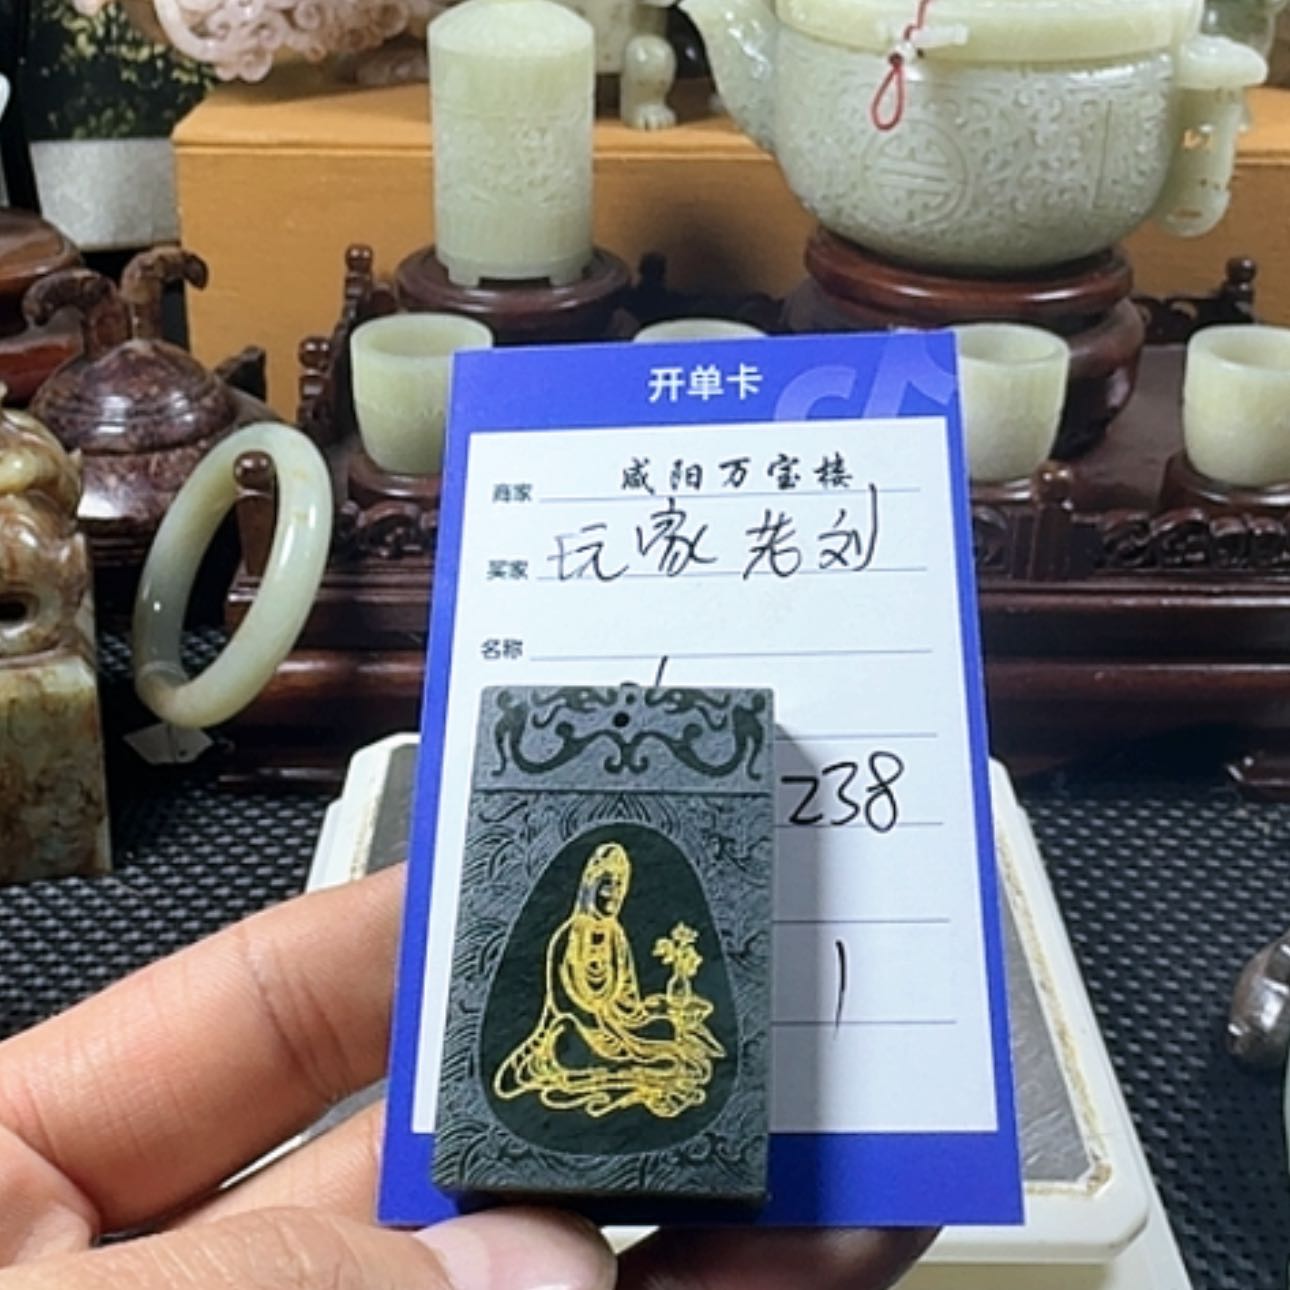 开单卡
商家 咸阳万宝楼
买家 玩家老刘
名称
238
1